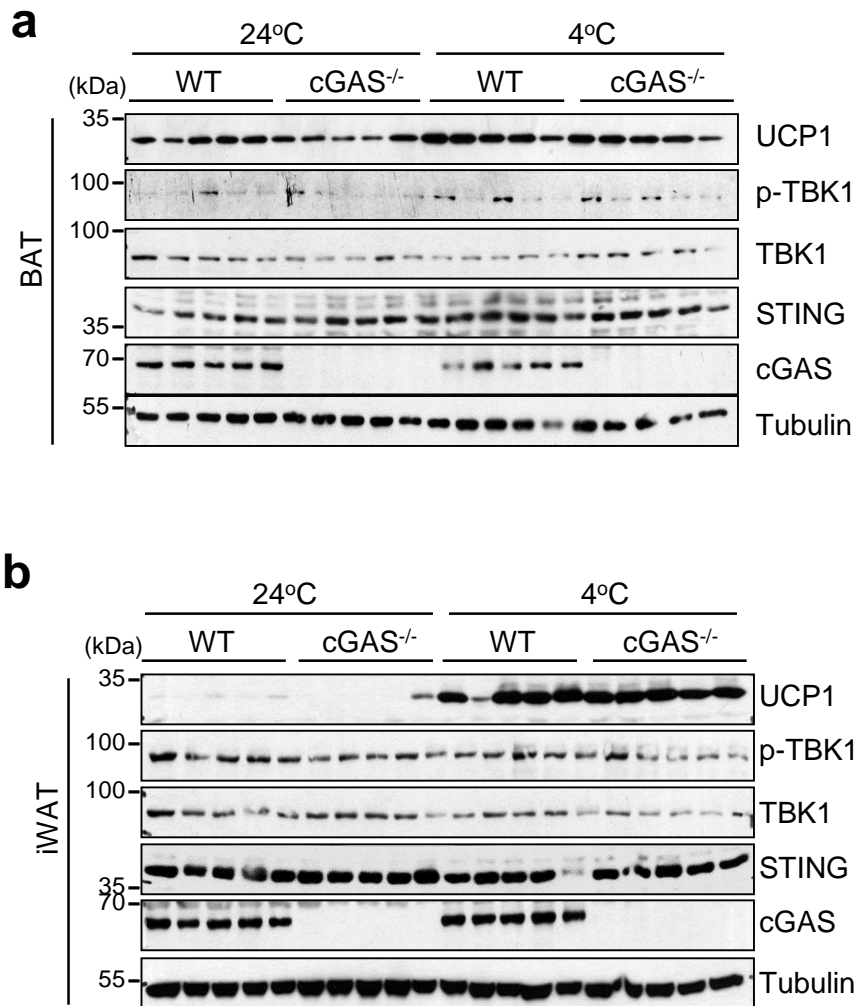 a
24°C 4°C
(kDa) WT cGAS-/- WT cGAS-/-
35 UCP1
100 p-TBK1
100 TBK1
35 STING
70 cGAS
55 Tubulin
BAT
b
24°C 4°C
(kDa) WT cGAS-/- WT cGAS-/-
35 UCP1
100 p-TBK1
100 TBK1
35 STING
70 cGAS
55 Tubulin
iWAT